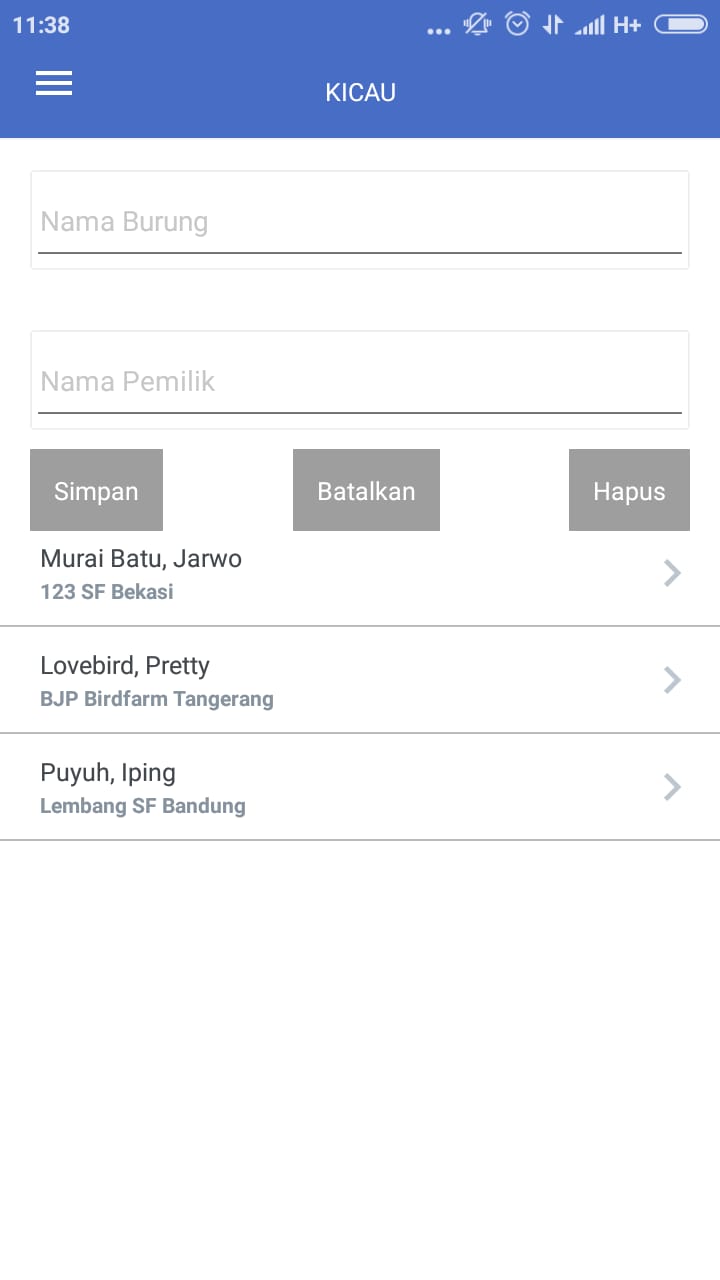 11:38
H+
KICAU
Nama Burung
Nama Pemilik
Simpan
Batalkan
Hapus
Murai Batu, Jarwo
123 SF Bekasi
Lovebird, Pretty
BJP Birdfarm Tangerang
Puyuh, Iping
Lembang SF Bandung